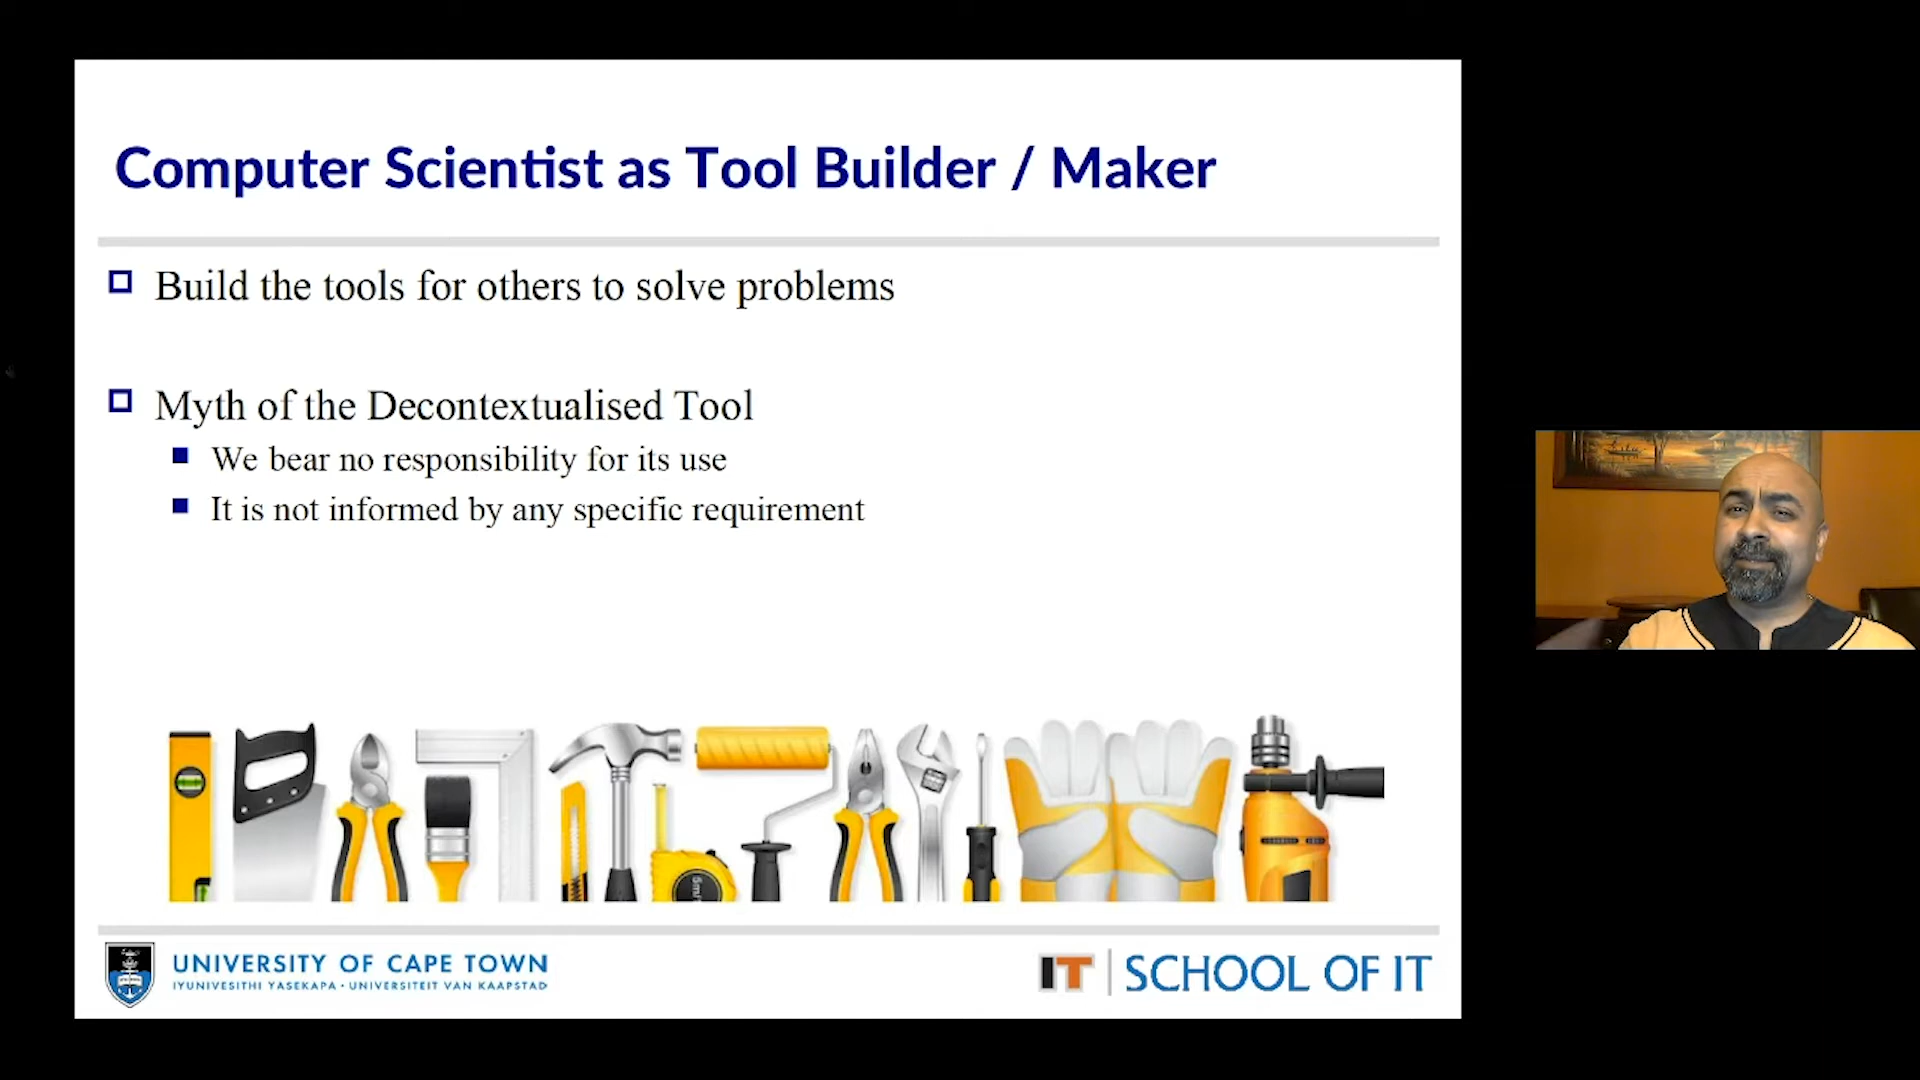 Computer Scientist as Tool Builder / Maker
Build the tools for others to solve problems
Myth of the Decontextualised Tool
We bear no responsibility for its use
It is not informed by any specific requirement
UNIVERSITY OF CAPE TOWN
IYUNIVESITHI YASEKAPA • UNIVERSITEIT VAN KAAPSTAD
IT SCHOOL OF IT